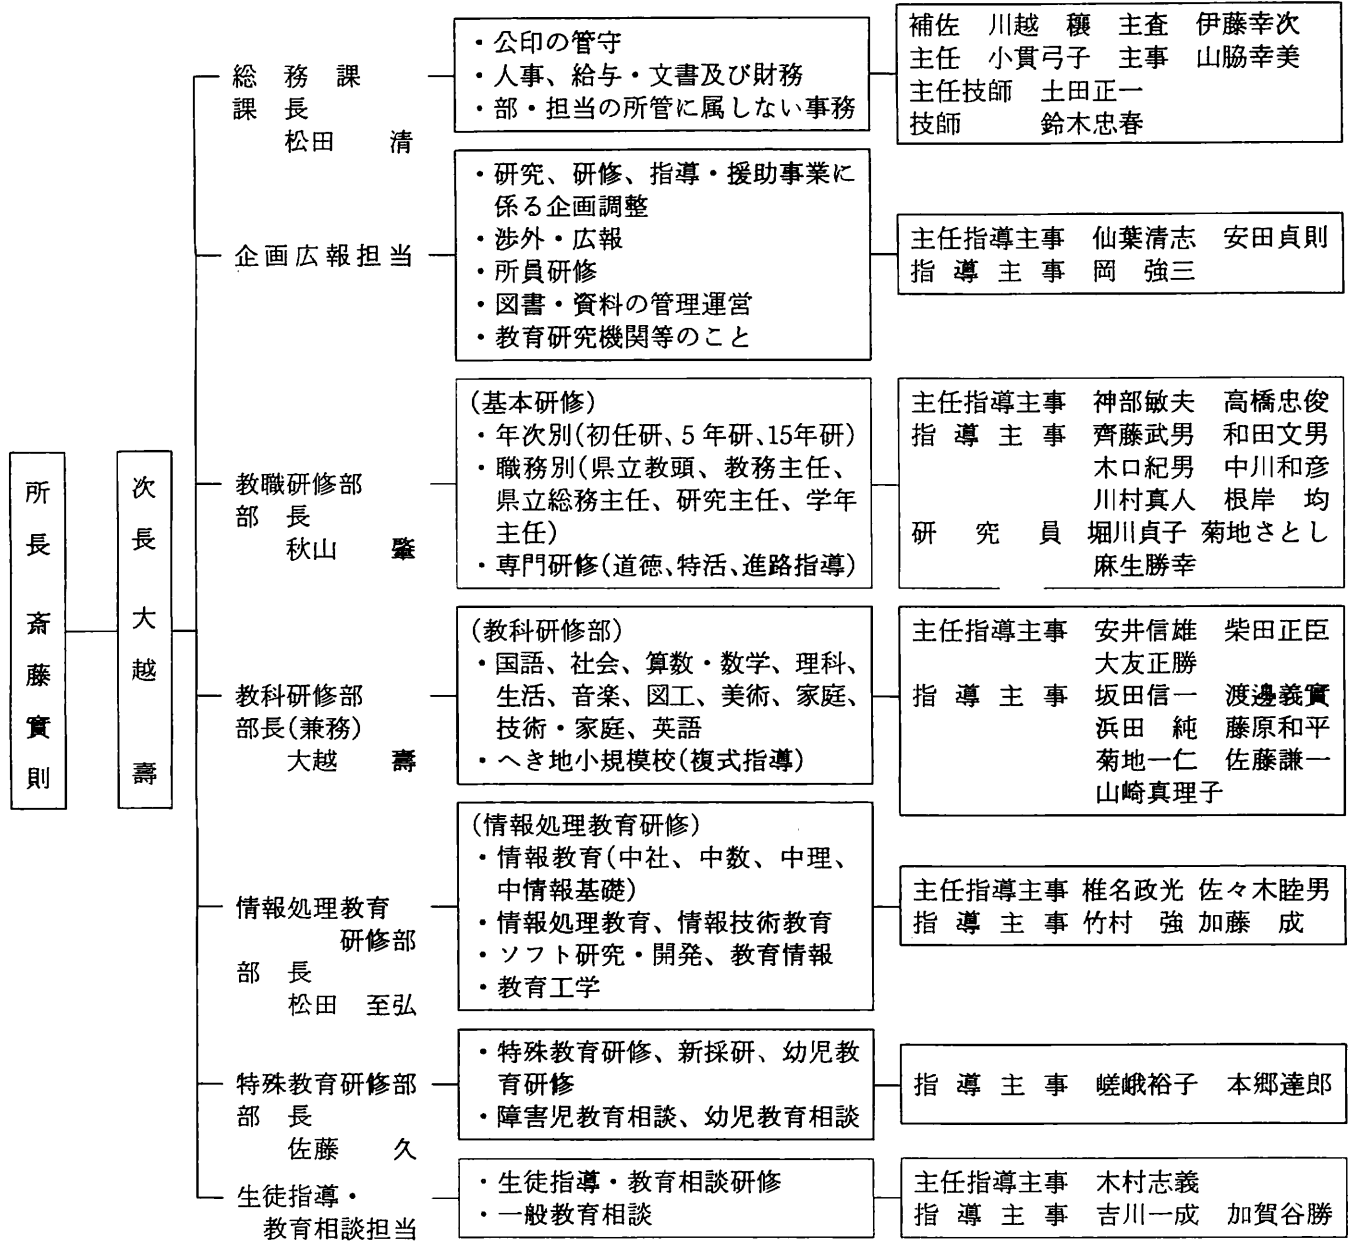 所長 斎藤實則
次長 大越 壽
総務課
課長
松田 清
・公印の管守
・人事、給与・文書及び財務
・部・担当の所管に属しない事務
補佐 川越 穰 主査 伊藤幸次
主任 小貫弓子 主事 山脇幸美
主任技師 土田正一
技師 鈴木忠春
企画広報担当
・研究、研修、指導・援助事業に
係る企画調整
・渉外・広報
・所員研修
・図書・資料の管理運営
・教育研究機関等のこと
主任指導主事 仙葉清志 安田貞則
指導主事 岡 強三
教職研修部
部長
秋山 肇
(基本研修)
・年次別(初任研、5年研、15年研)
・職務別(県立教頭、教務主任、
県立総務主任、研究主任、学年
主任)
・専門研修(道徳、特活、進路指導)
主任指導主事 神部敏夫 高橋忠俊
指導主事 齊藤武男 和田文男
木口紀男 中川和彦
川村真人 根岸 均
研究員 堀川貞子 菊地さとし
麻生勝幸
教科研修部
部長(兼務)
大越 壽
(教科研修部)
・国語、社会、算数・数学、理科、
生活、音楽、図工、美術、家庭、
技術・家庭、英語
・へき地小規模校(複式指導)
主任指導主事 安井信雄 柴田正臣
大友正勝
指導主事 坂田信一 渡邊義實
浜田 純 藤原和平
菊地一仁 佐藤謙一
山崎真理子
情報処理教育
研修部
部長
松田 至弘
(情報処理教育研修)
・情報教育(中社、中数、中理、
中情報基礎)
・情報処理教育、情報技術教育
・ソフト研究・開発、教育情報
・教育工学
主任指導主事 椎名政光 佐々木睦男
指導主事 竹村 強 加藤 成
特殊教育研修部
部長
佐藤 久
・特殊教育研修、新採研、幼児教
育研修
・障害児教育相談、幼児教育相談
指導主事 嵯峨裕子 本郷達郎
生徒指導・
教育相談担当
・生徒指導・教育相談研修
・一般教育相談
主任指導主事 木村志義
指導主事 吉川一成 加賀谷勝